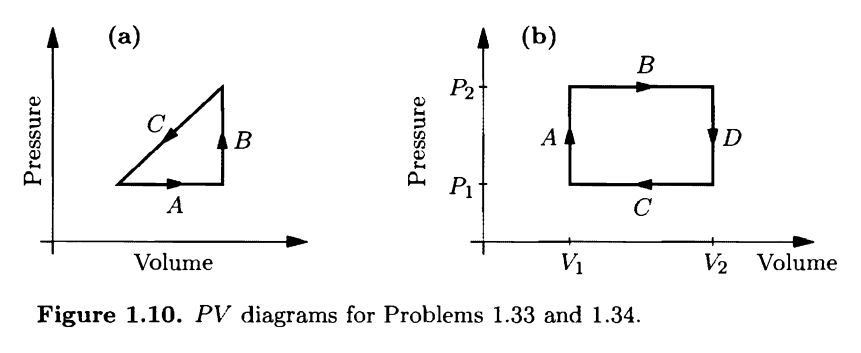 (a)
Pressure
C
B
A
Volume
(b)
Pressure
P₂
P₁
B
A
D
C
V₁
V₂
Volume
Figure 1.10. PV diagrams for Problems 1.33 and 1.34.